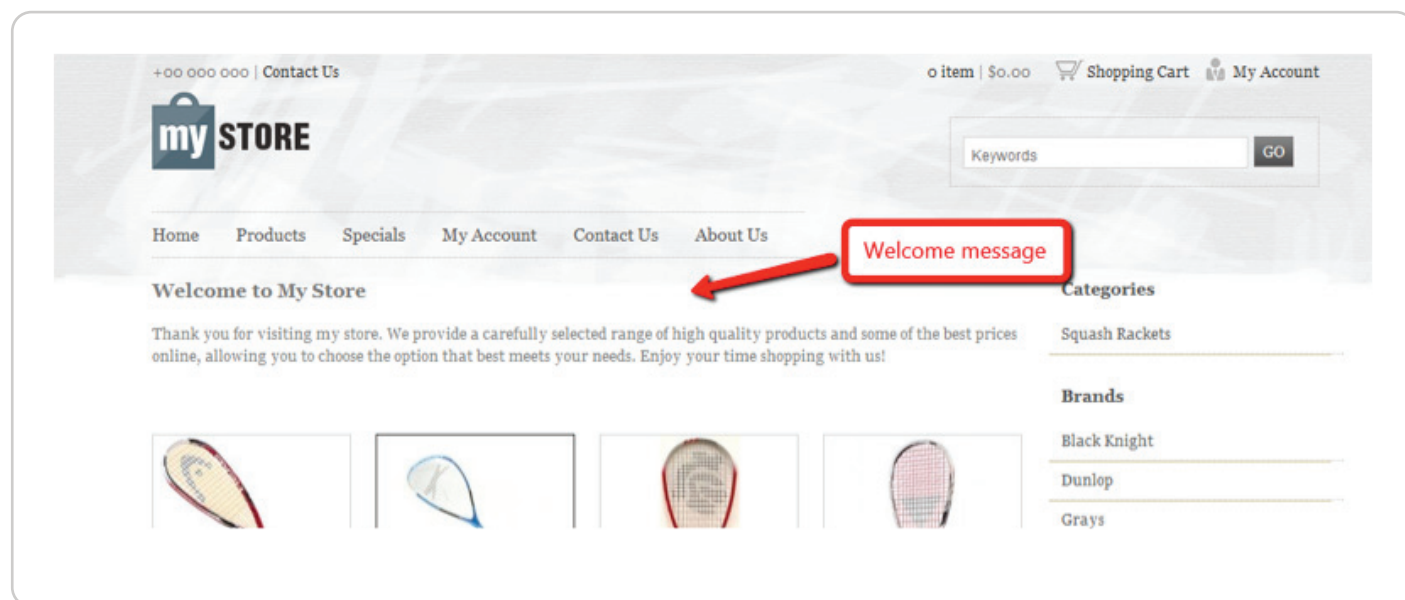 +00 000 000 | Contact Us
0 item | $0.00 Shopping Cart My Account
my STORE
Keywords GO
Home Products Specials My Account Contact Us About Us
Welcome message
Welcome to My Store
Thank you for visiting my store. We provide a carefully selected range of high quality products and some of the best prices
online, allowing you to choose the option that best meets your needs. Enjoy your time shopping with us!
Categories
Squash Rackets
Brands
Black Knight
Dunlop
Grays